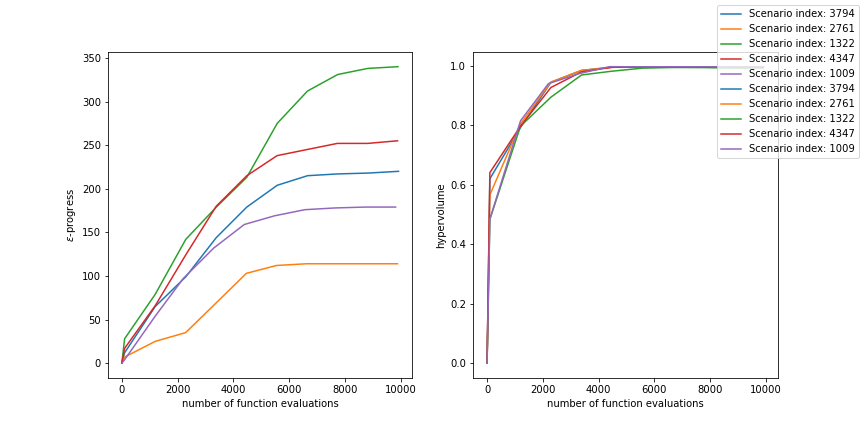 Scenario index: 3794
Scenario index: 2761
Scenario index: 1322
Scenario index: 4347
Scenario index: 1009
Scenario index: 3794
Scenario index: 2761
Scenario index: 1322
Scenario index: 4347
Scenario index: 1009
350
300
250
200
150
100
50
0
ε-progress
0 2000 4000 6000 8000 10000
number of function evaluations
1.0
0.8
0.6
0.4
0.2
0.0
hypervolume
0 2000 4000 6000 8000 10000
number of function evaluations